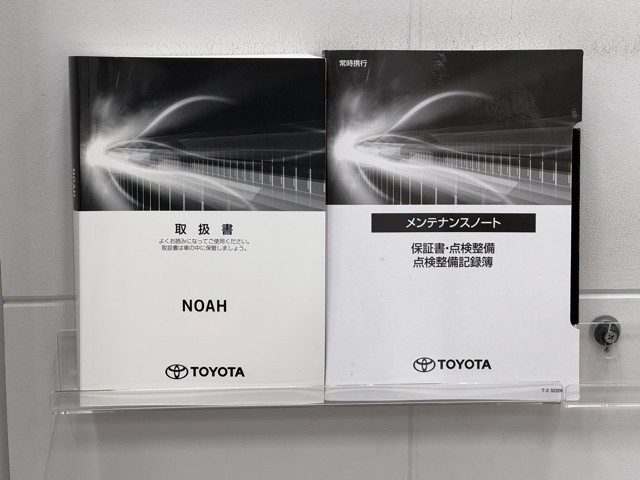 NOAH
取扱書
よくお読みになってご使用ください。
取扱書は車の中に保管しましょう。
NOAH
TOYOTA
常時携行
メンテナンスノート
保証書・点検整備
点検整備記録簿
TOYOTA